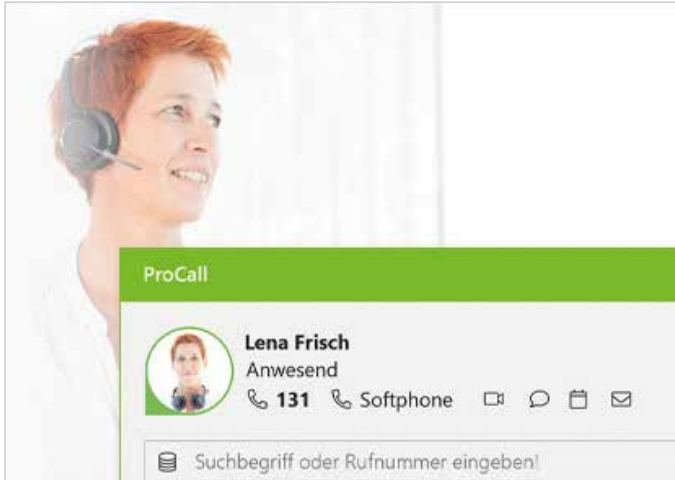 ProCall
Lena Frisch
Anwesend
131 Softphone
Suchbegriff oder Rufnummer eingeben!